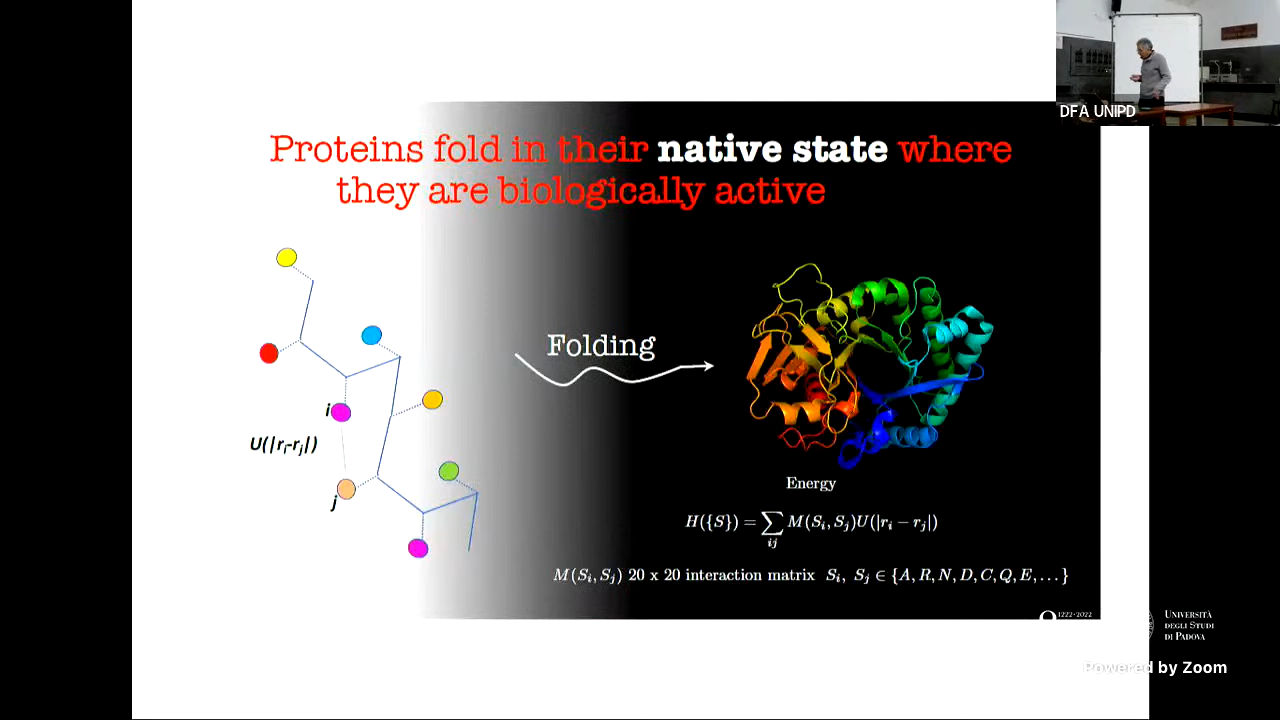 DFA UNIPD
Proteins fold in their native state where
they are biologically active
Folding
i
U(|rᵢ-rⱼ|)
j
Energy
H({S}) = ∑ᵢⱼ M(Sᵢ, Sⱼ)U(|rᵢ − rⱼ|)
M(Sᵢ, Sⱼ) 20 x 20 interaction matrix Sᵢ, Sⱼ ∈ {A, R, N, D, C, Q, E, . . . }
1222·2022
UNIVERSITÀ
DEGLI STUDI
DI PADOVA
Powered by Zoom